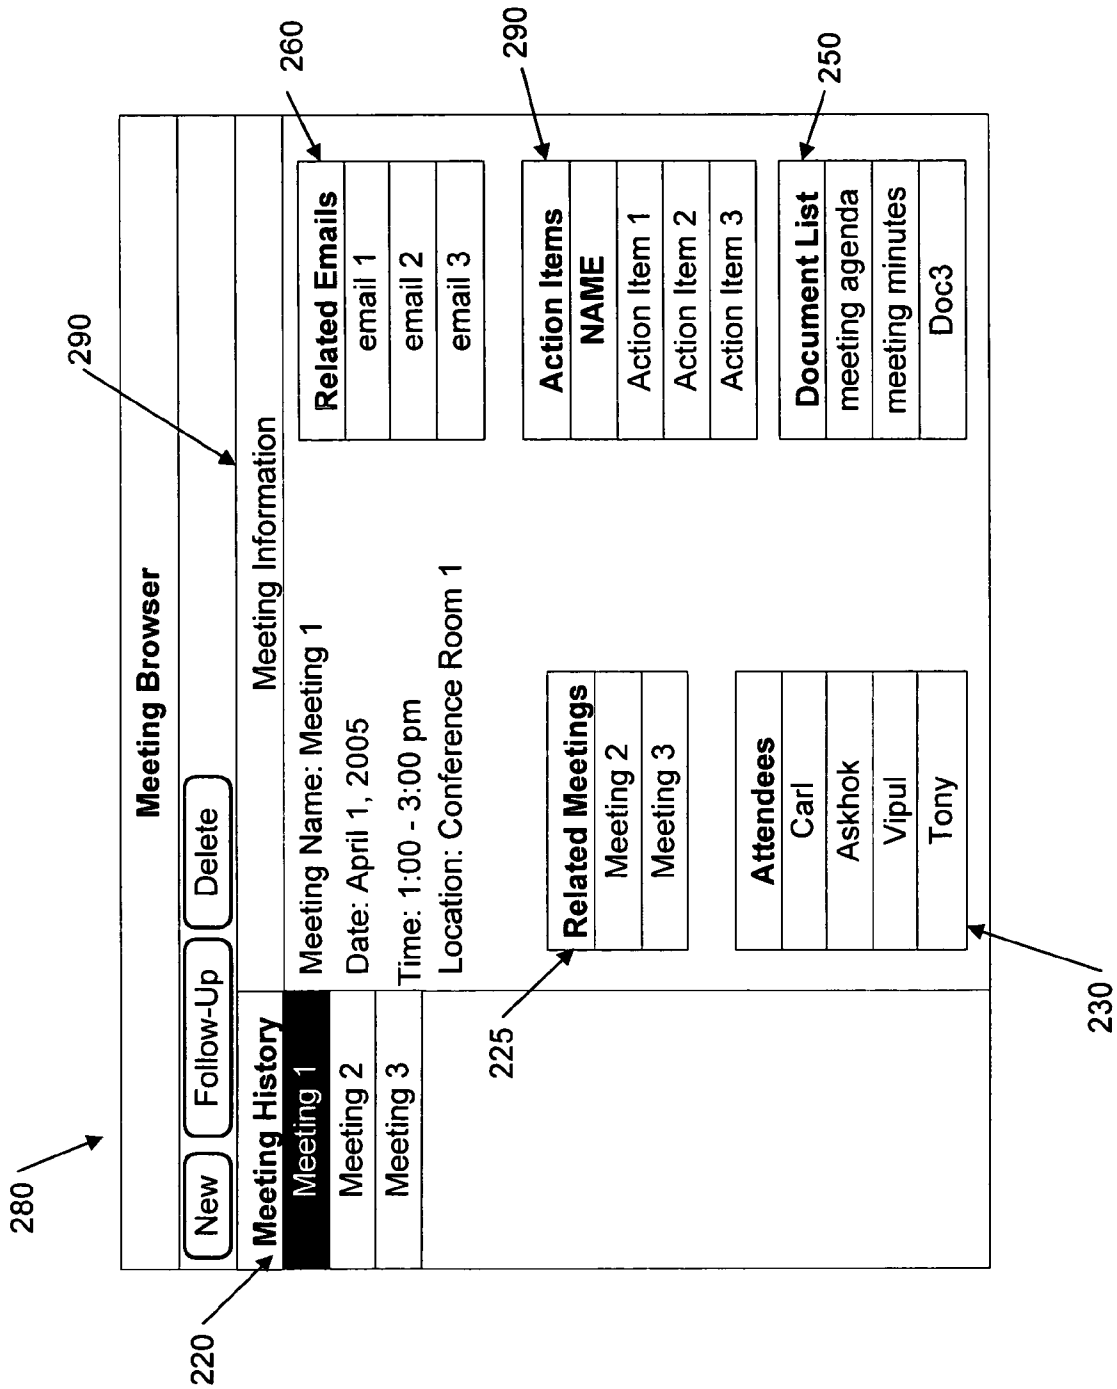 280
Meeting Browser
New
Follow-Up
Delete
290
220
Meeting History
Meeting 1
Meeting 2
Meeting 3
Meeting Information
Meeting Name: Meeting 1
Date: April 1, 2005
Time: 1:00 - 3:00 pm
Location: Conference Room 1
260
Related Emails
email 1
email 2
email 3
225
Related Meetings
Meeting 2
Meeting 3
290
Action Items
NAME
Action Item 1
Action Item 2
Action Item 3
Attendees
Carl
Askhok
Vipul
Tony
230
250
Document List
meeting agenda
meeting minutes
Doc3